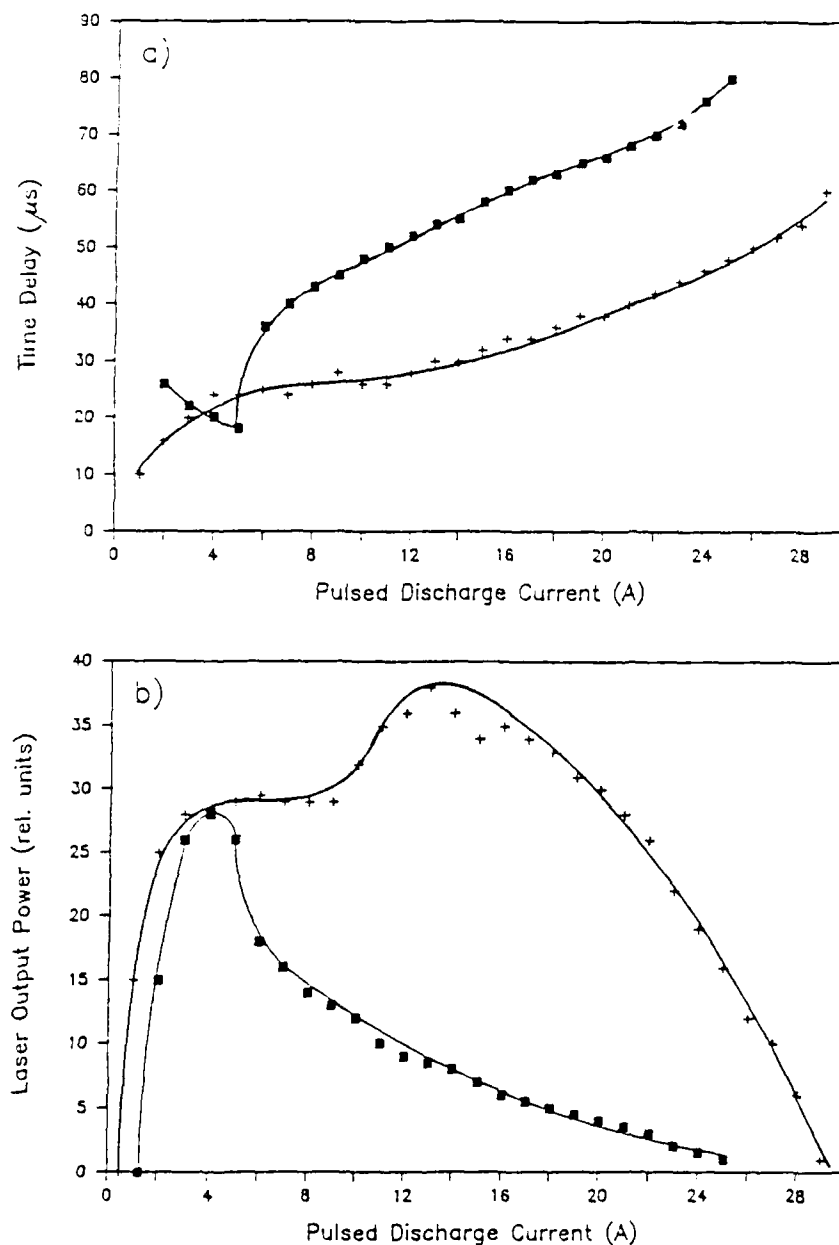 90
a)
80
70
60
50
40
30
20
10
0
Time Delay (μs)
0 4 8 12 16 20 24 28
Pulsed Discharge Current (A)
40
b)
35
30
25
20
15
10
5
0
Laser Output Power (rel. units)
0 4 8 12 16 20 24 28
Pulsed Discharge Current (A)